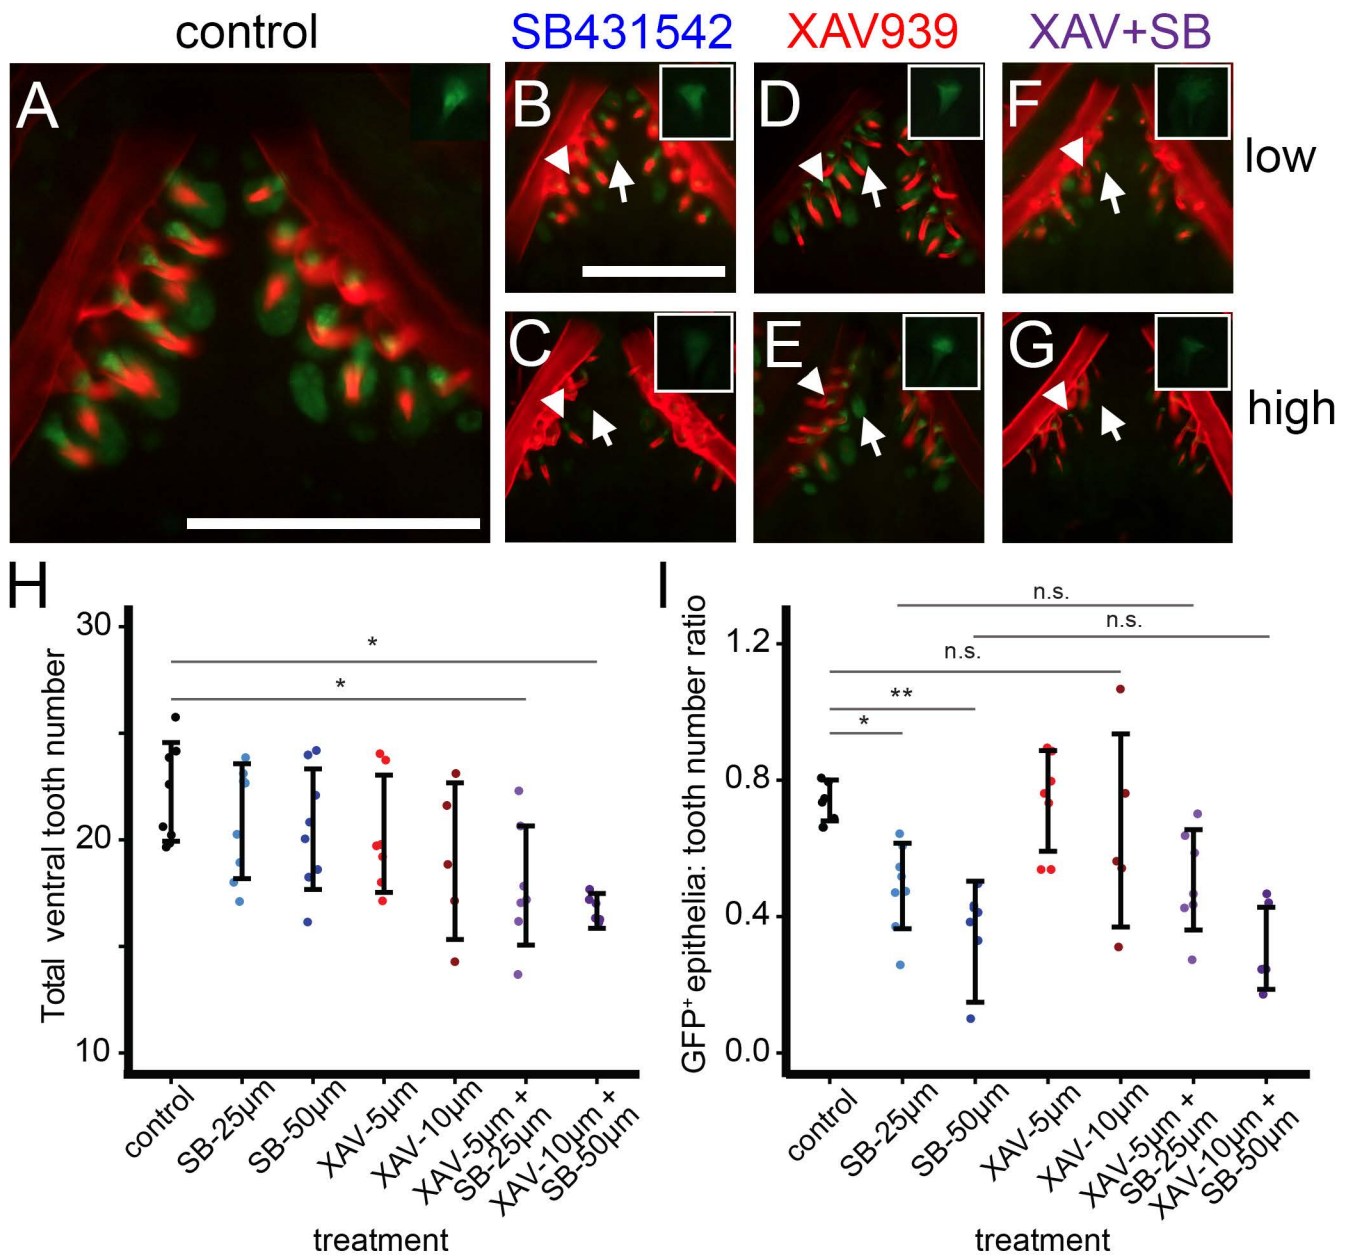 control
SB431542
XAV939
XAV+SB
A
B
D
F
low
C
E
G
high
H
I
Total ventral tooth number
30
20
10
*
*
control
SB-25µm
SB-50µm
XAV-5µm
XAV-10µm
XAV-5µm +
SB-25µm
XAV-10µm +
SB-50µm
treatment
GFP+ epithelia: tooth number ratio
1.2
0.8
0.4
0.0
n.s.
n.s.
n.s.
**
*
control
SB-25µm
SB-50µm
XAV-5µm
XAV-10µm
XAV-5µm +
SB-25µm
XAV-10µm +
SB-50µm
treatment